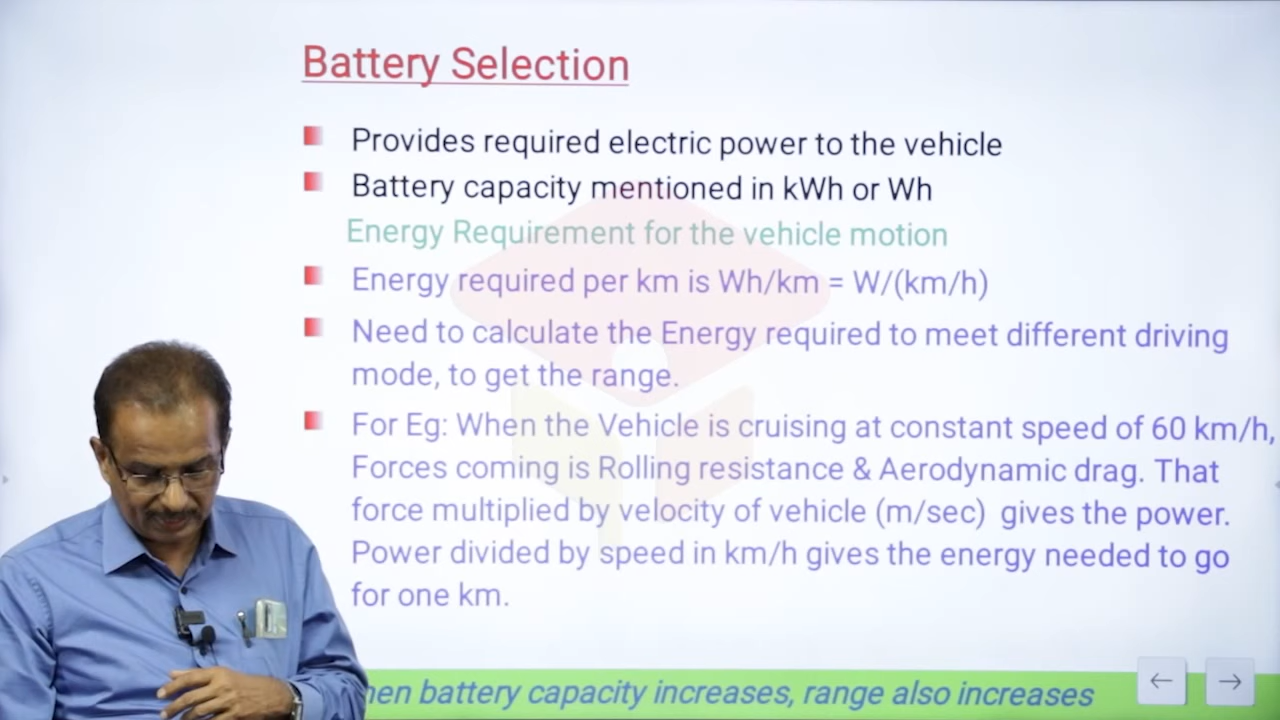 Battery Selection
Provides required electric power to the vehicle
Battery capacity mentioned in kWh or Wh
Energy Requirement for the vehicle motion
Energy required per km is Wh/km = W/(km/h)
Need to calculate the Energy required to meet different driving
mode, to get the range.
For Eg: When the Vehicle is cruising at constant speed of 60 km/h,
Forces coming is Rolling resistance & Aerodynamic drag. That
force multiplied by velocity of vehicle (m/sec) gives the power.
Power divided by speed in km/h gives the energy needed to go
for one km.
battery capacity increases, range also increases